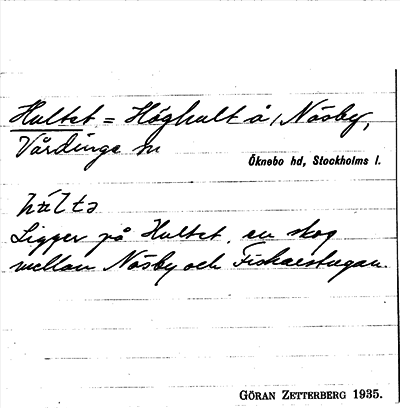 Hultet = Höghult å / Näsby,
Vårdinge sn
Öknebo hd, Stockholms l.
hʉltə
Ligger på Hultet, en skog
mellan Näsby och Fiskarstugan.
GÖRAN ZETTERBERG 1935.